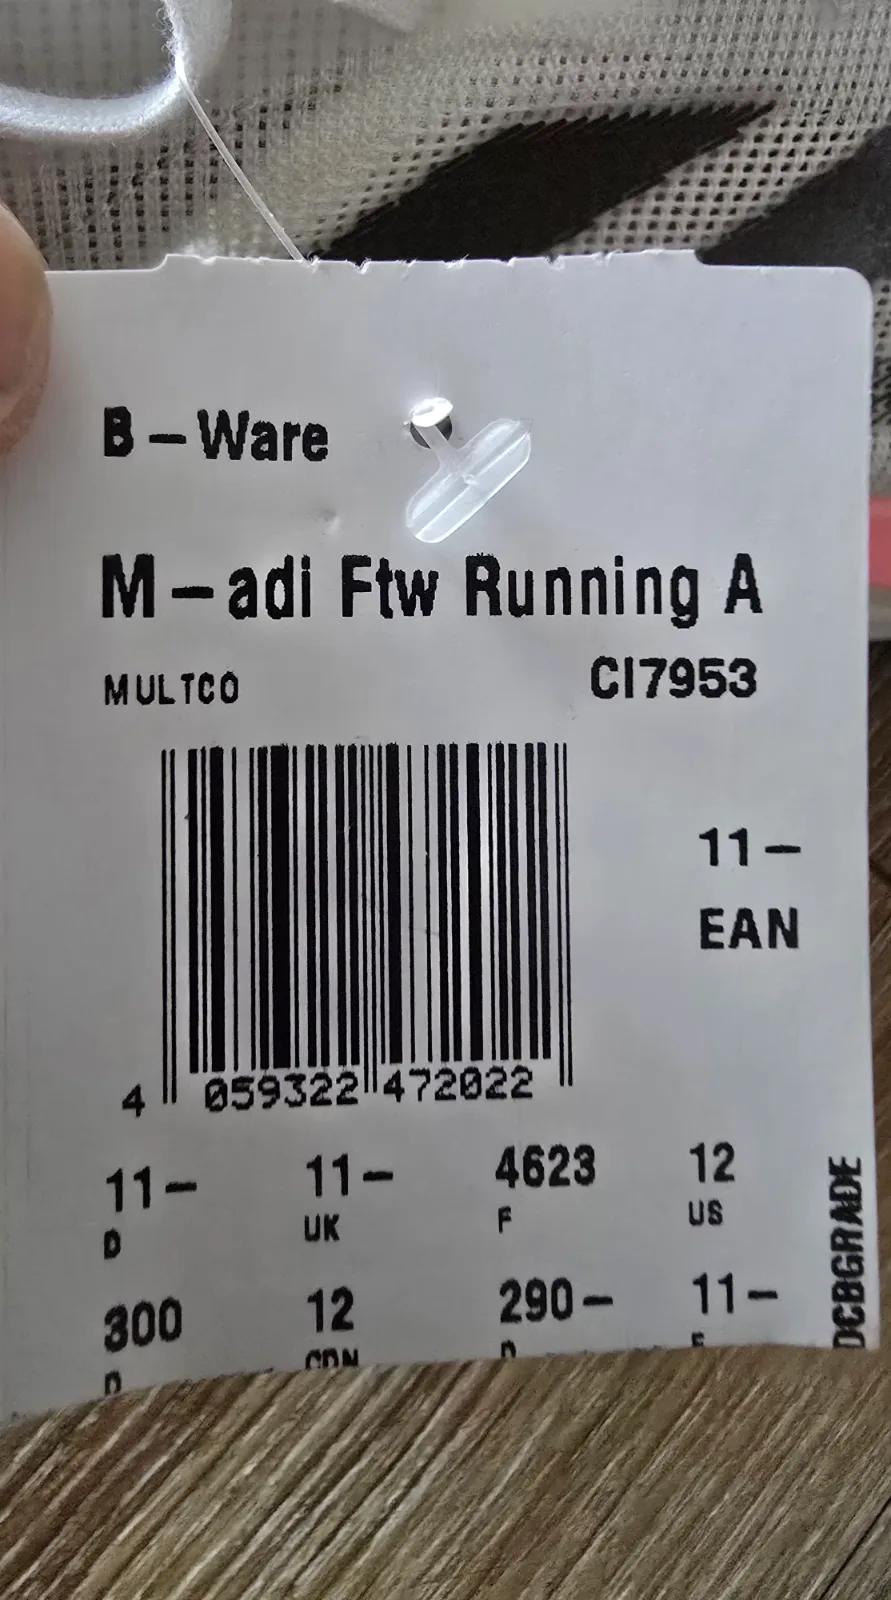 B – Ware
M – adi Ftw Running A
MULTCO CI7953
11–
EAN
4 059322 472022
11– 11– 4623 12
D UK F US
300 12 290– 11–
CDN
DCBGRADE